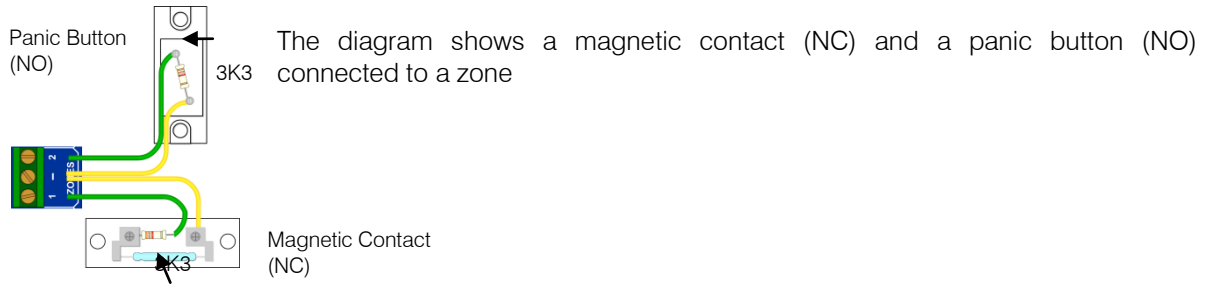 Panic Button
(NO)
3K3
The diagram shows a magnetic contact (NC) and a panic button (NO)
connected to a zone
2
–
1
ZONES
3K3
Magnetic Contact
(NC)